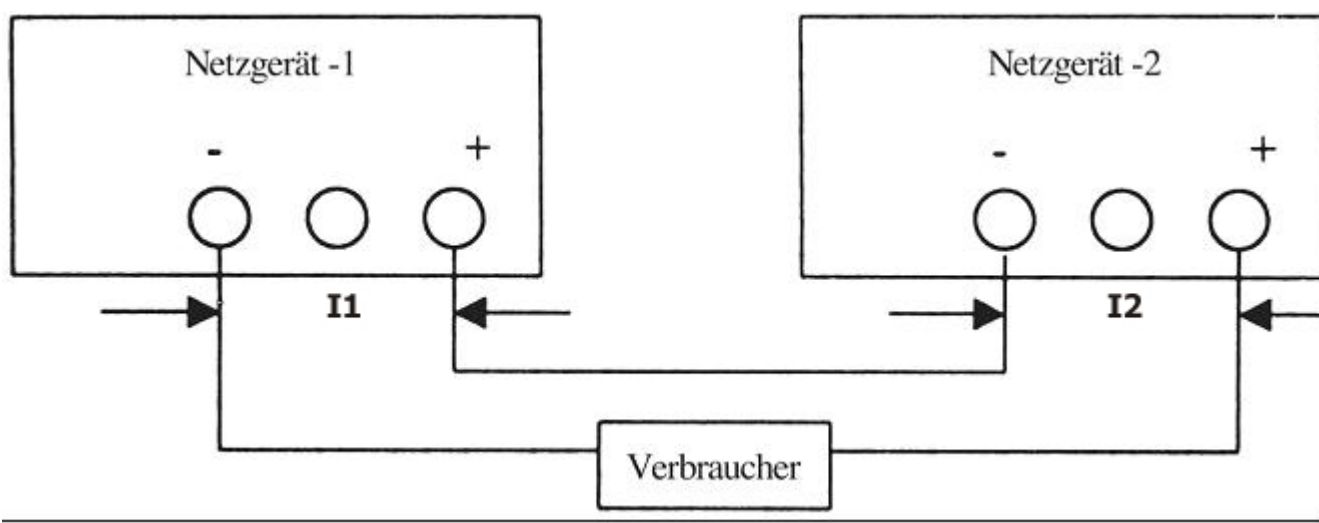 Netzgerät -1
Netzgerät -2
- +
- +
I1
I2
Verbraucher